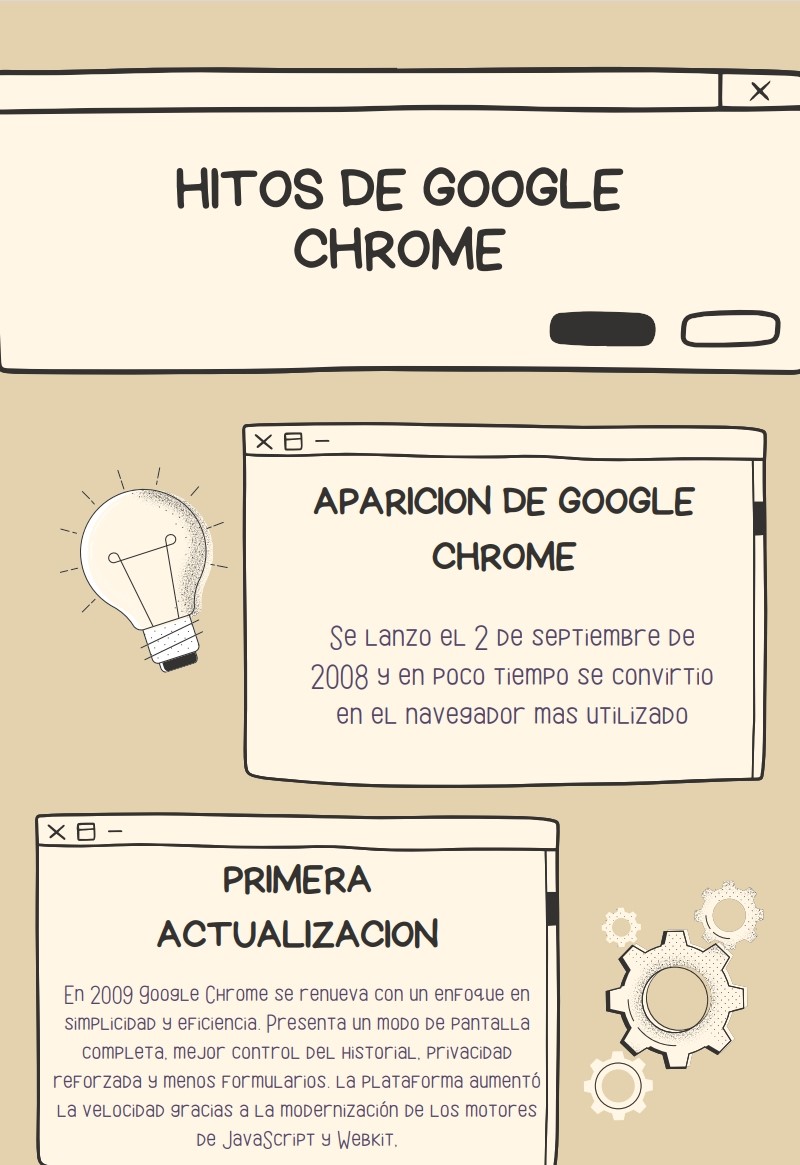 HITOS DE GOOGLE
CHROME
APARICION DE GOOGLE
CHROME
Se lanzo el 2 de septiembre de
2008 y en poco tiempo se convirtio
en el navegador mas utilizado
PRIMERA
ACTUALIZACION
En 2009 google Chrome se renueva con un enfoque en
simplicidad y eficiencia. Presenta un modo de pantalla
completa, mejor control del historial, privacidad
reforzada y menos formularios. La plataforma aumentó
la velocidad gracias a la modernización de los motores
de JavaScript y Webkit.